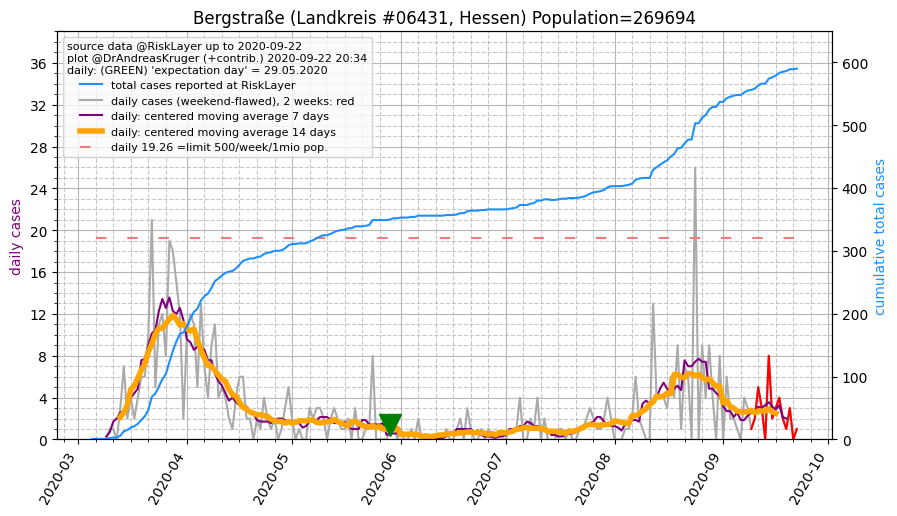 Bergstraße (Landkreis #06431, Hessen) Population=269694
source data @RiskLayer up to 2020-09-22
plot @DrAndreasKruger (+contrib.) 2020-09-22 20:34
daily: (GREEN) 'expectation day' = 29.05.2020
total cases reported at RiskLayer
daily cases (weekend-flawed), 2 weeks: red
daily: centered moving average 7 days
daily: centered moving average 14 days
daily 19.26 =limit 500/week/1mio pop.
daily cases
36
32
28
24
20
16
12
8
4
0
cumulative total cases
600
500
400
300
200
100
0
2020-03
2020-04
2020-05
2020-06
2020-07
2020-08
2020-09
2020-10